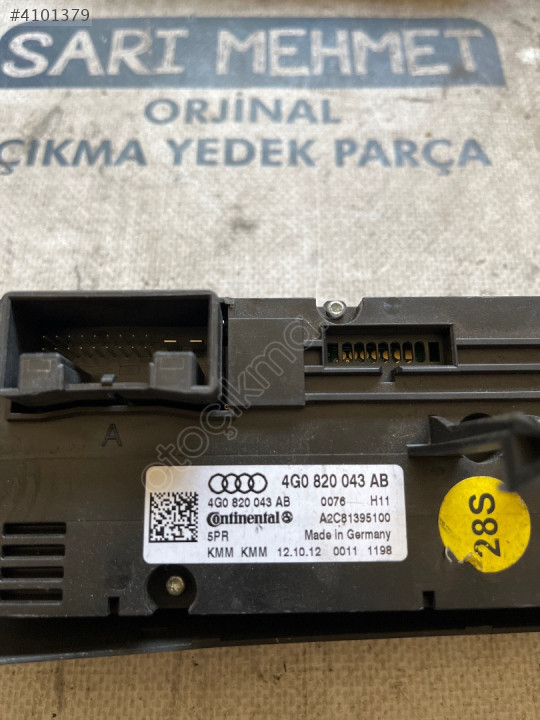 #4101379
SARI MEHMET
ORJİNAL
ÇIKMA YEDEK PARÇA
A
4G0 820 043 AB
4G0 820 043 AB 0076 H11
Continental A2C81395100
5PR Made in Germany
KMM KMM 12.10.12 0011 1198
28S
otoçıkma